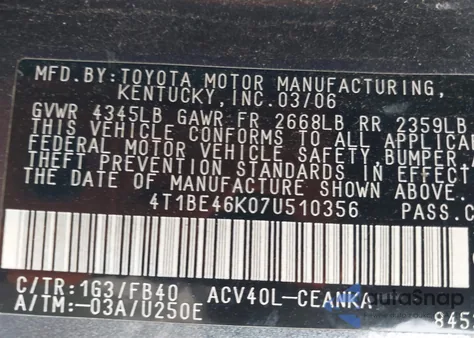 MFD.BY:TOYOTA MOTOR MANUFACTURING,
KENTUCKY,INC.03/06
GVWR 4345LB GAWR FR 2668LB RR 2359LB
THIS VEHICLE CONFORMS TO ALL
FEDERAL MOTOR VEHICLE SAFETY, BUMPER,
THEFT PREVENTION STANDARDS IN EFFECT
THE DATE OF MANUFACTURE SHOWN ABOVE.
4T1BE46K07U510356 PASS.
C/TR:1G3/FB40 ACV40L-CEANKA
A/TM:-03A/U250E
autoSnap
845